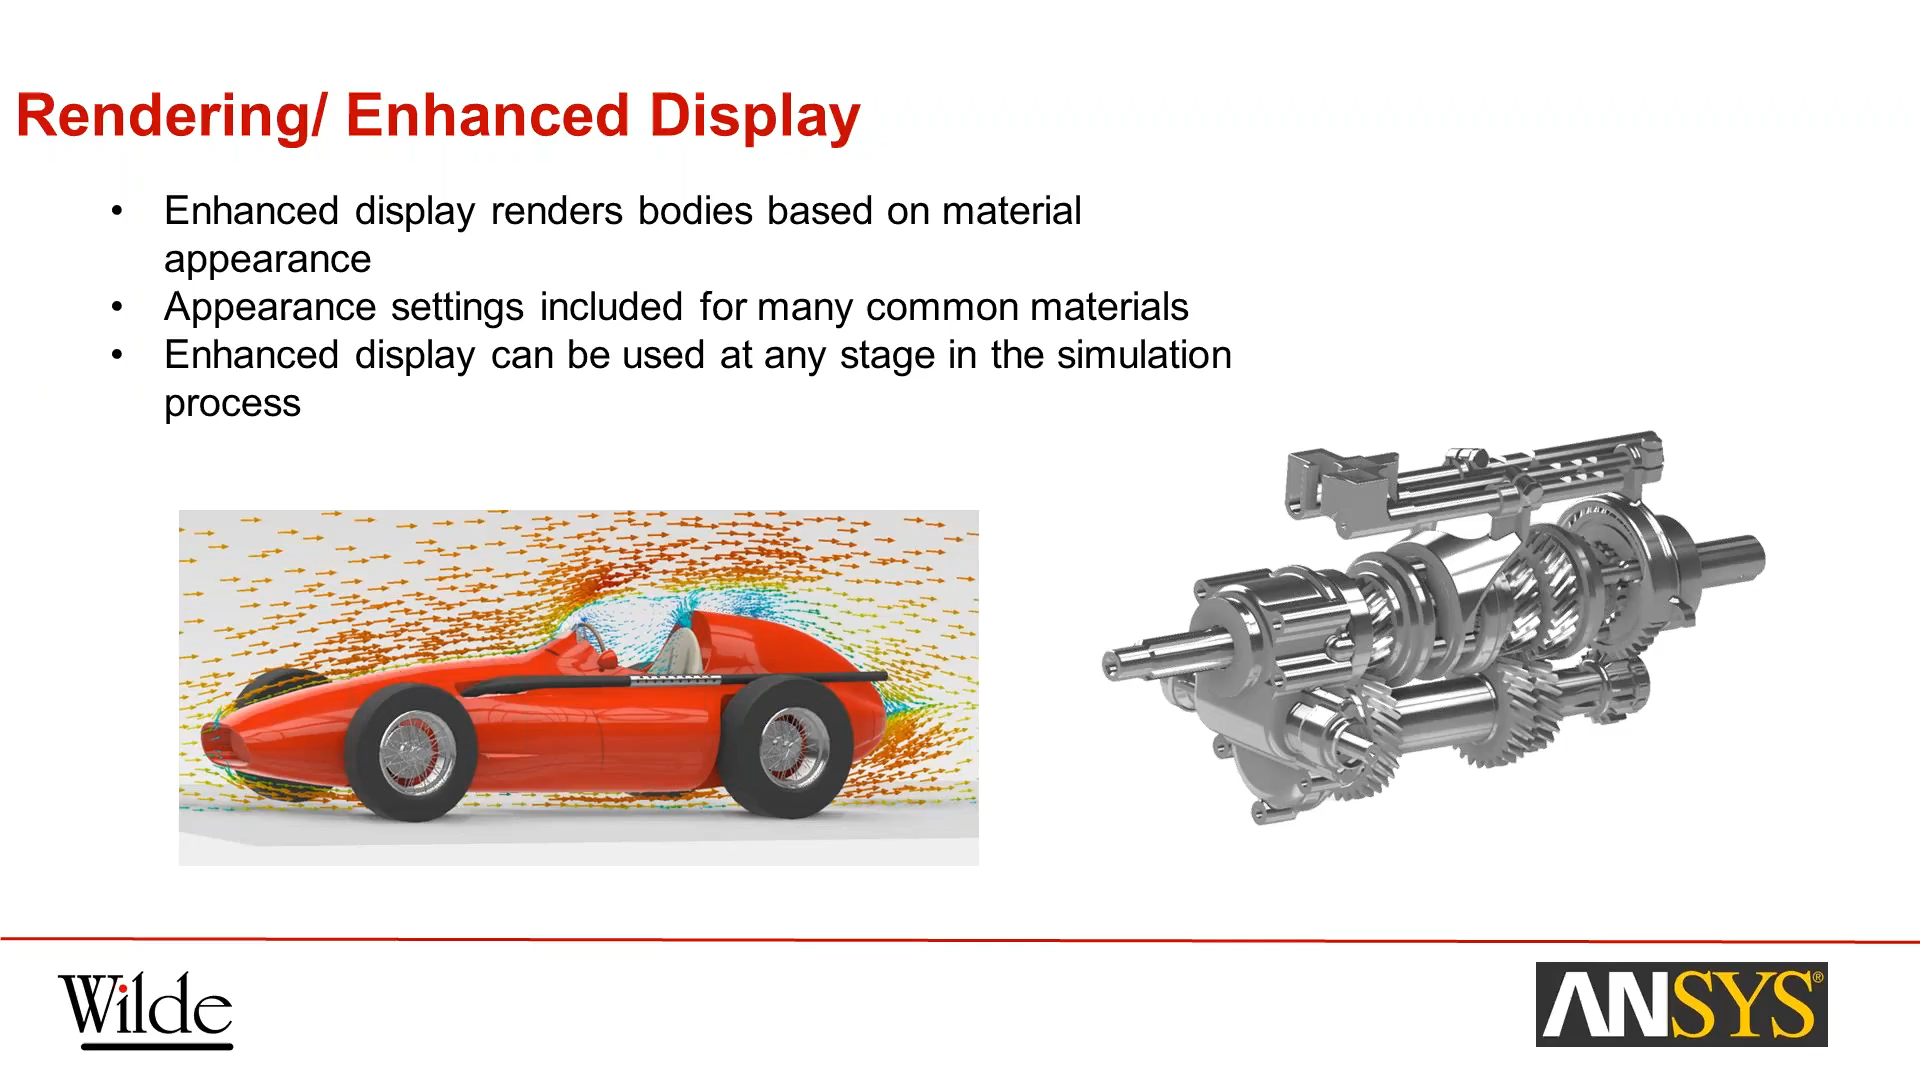 Rendering/ Enhanced Display
• Enhanced display renders bodies based on material
appearance
• Appearance settings included for many common materials
• Enhanced display can be used at any stage in the simulation
process
Wilde
ANSYS®